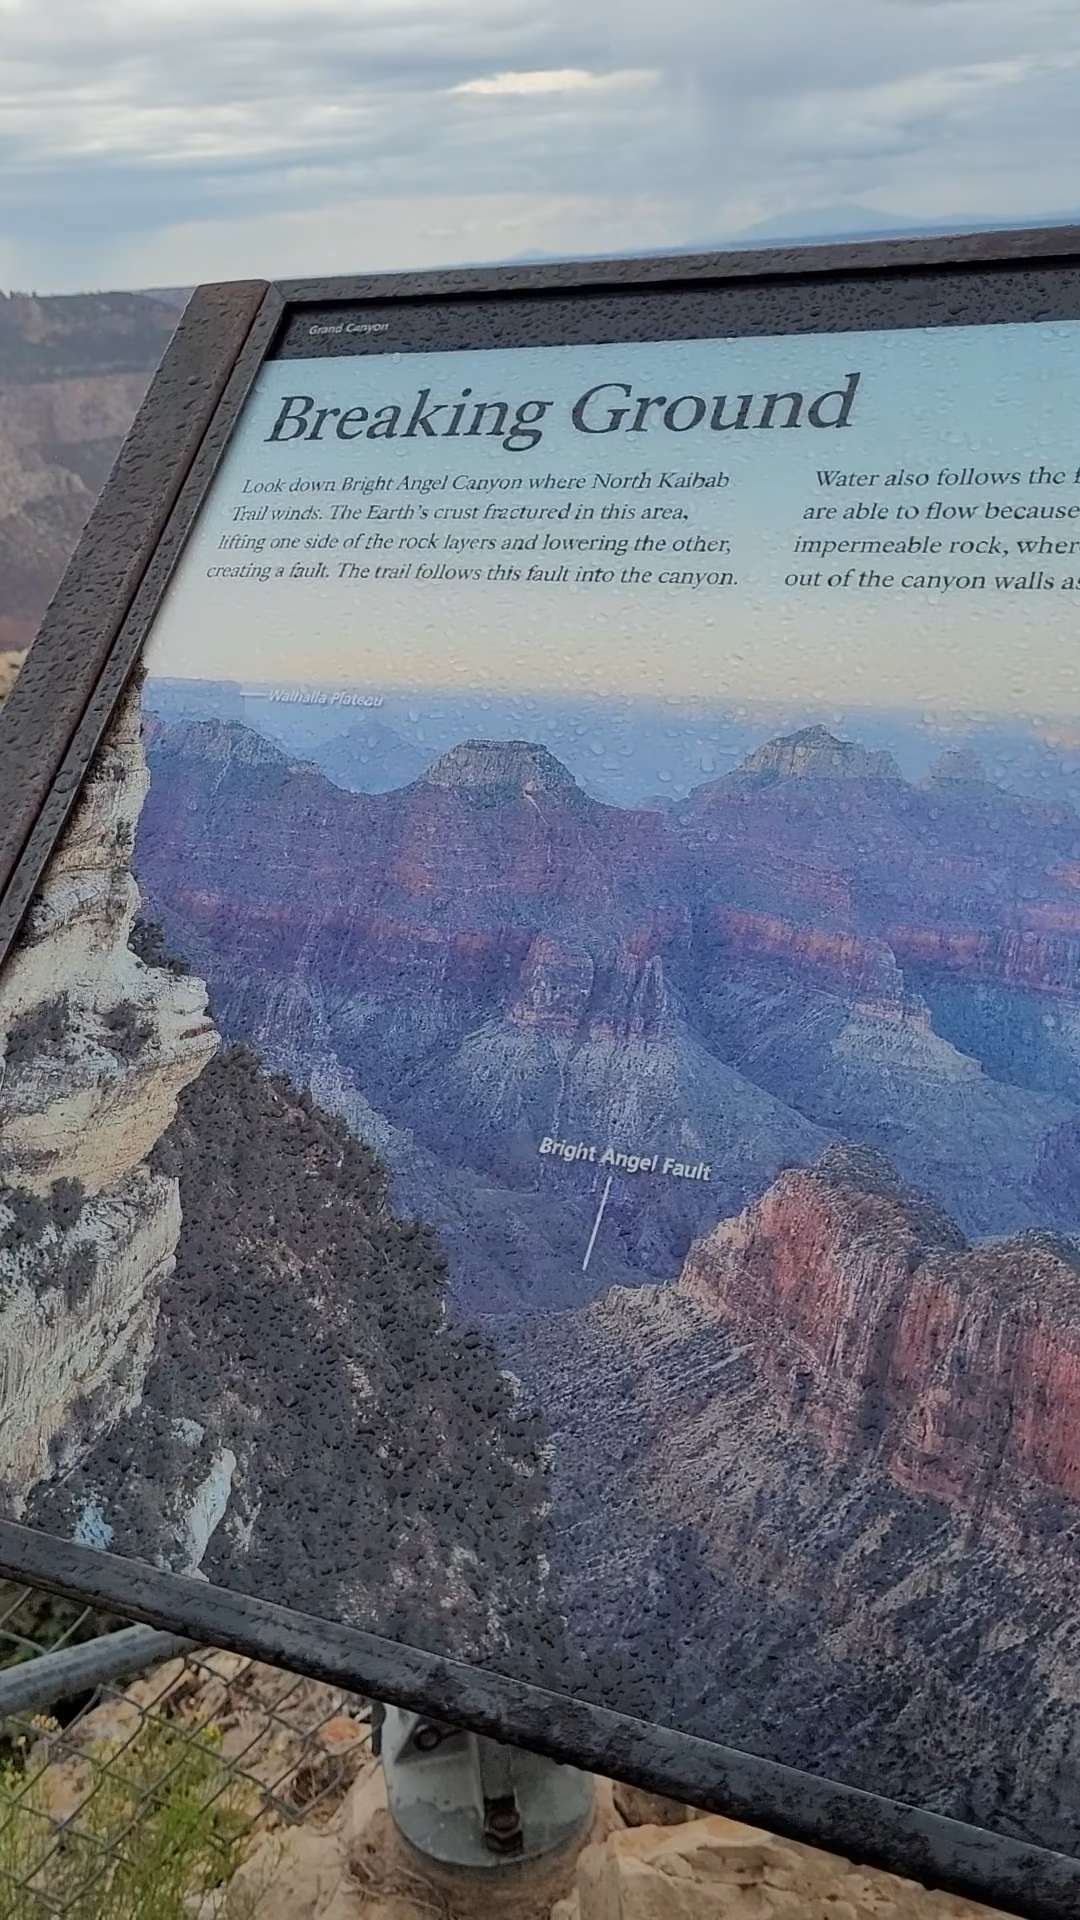 Grand Canyon
Breaking Ground
Look down Bright Angel Canyon where North Kaibab
Trail winds. The Earth's crust fractured in this area,
lifting one side of the rock layers and lowering the other,
creating a fault. The trail follows this fault into the canyon.
Water also follows the f
are able to flow because
impermeable rock, wher
out of the canyon walls as
Walhalla Plateau
Bright Angel Fault